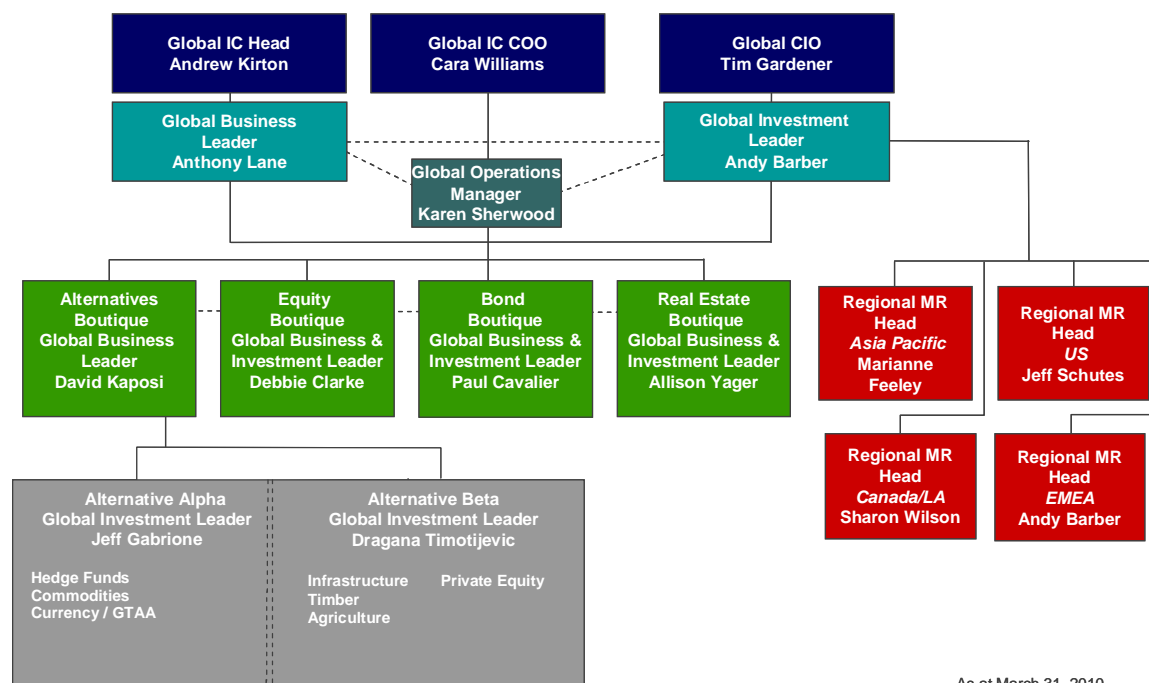 Global IC Head
Andrew Kirton
Global IC COO
Cara Williams
Global CIO
Tim Gardener
Global Business
Leader
Anthony Lane
Global Investment
Leader
Andy Barber
Global Operations
Manager
Karen Sherwood
Alternatives
Boutique
Global Business
Leader
David Kaposi
Equity
Boutique
Global Business &
Investment Leader
Debbie Clarke
Bond
Boutique
Global Business &
Investment Leader
Paul Cavalier
Real Estate
Boutique
Global Business &
Investment Leader
Allison Yager
Regional MR
Head
Asia Pacific
Marianne
Feeley
Regional MR
Head
US
Jeff Schutes
Regional MR
Head
Canada/LA
Sharon Wilson
Regional MR
Head
EMEA
Andy Barber
Alternative Alpha
Global Investment Leader
Jeff Gabrione
Hedge Funds
Commodities
Currency / GTAA
Alternative Beta
Global Investment Leader
Dragana Timotijevic
Infrastructure
Timber
Agriculture
Private Equity
As at March 31, 2010